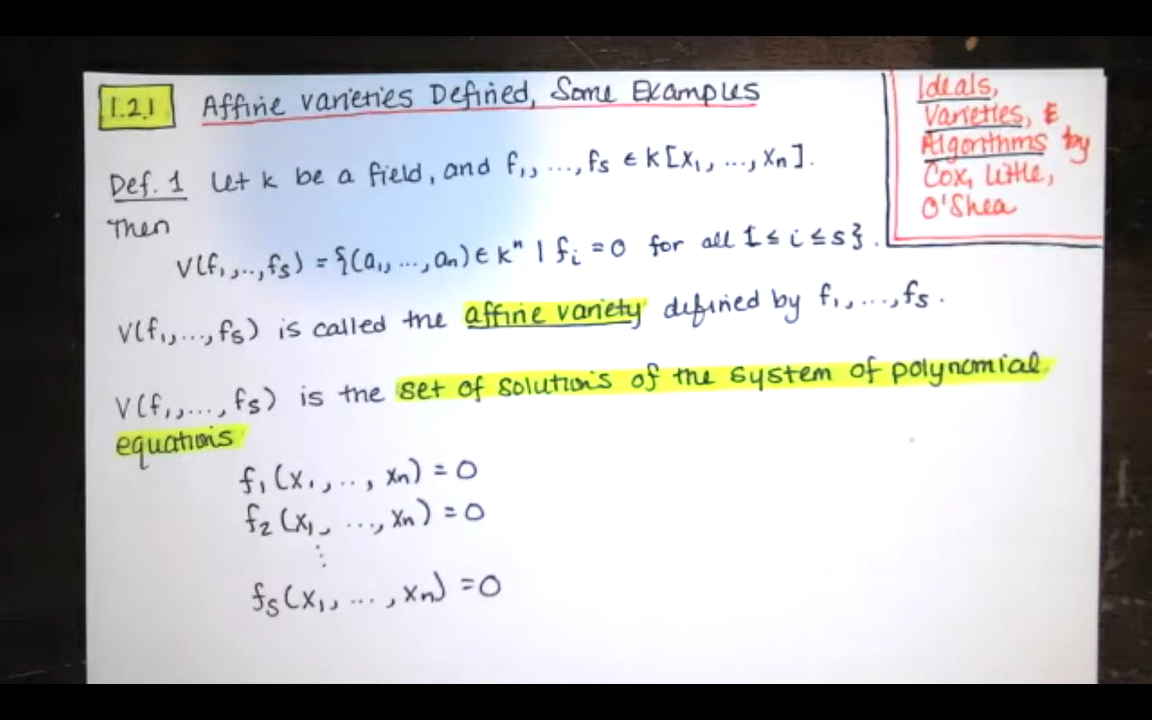 1.2.1 Affine varieties Defined, Some Examples
Ideals,
Varieties, &
Algorithms by
Cox, Little,
O'Shea
Def. 1 Let k be a field, and f₁, ..., fₛ ∈ k[x₁, ..., xₙ].
Then
V(f₁, ..., fₛ) = {(a₁, ..., aₙ) ∈ kⁿ | fᵢ = 0 for all 1 ≤ i ≤ s}.
V(f₁, ..., fₛ) is called the affine variety defined by f₁, ..., fₛ.
V(f₁, ..., fₛ) is the set of solutions of the system of polynomial
equations
f₁(x₁, .., xₙ) = 0
f₂(x₁, ..., xₙ) = 0
⋮
fₛ(x₁, ..., xₙ) = 0